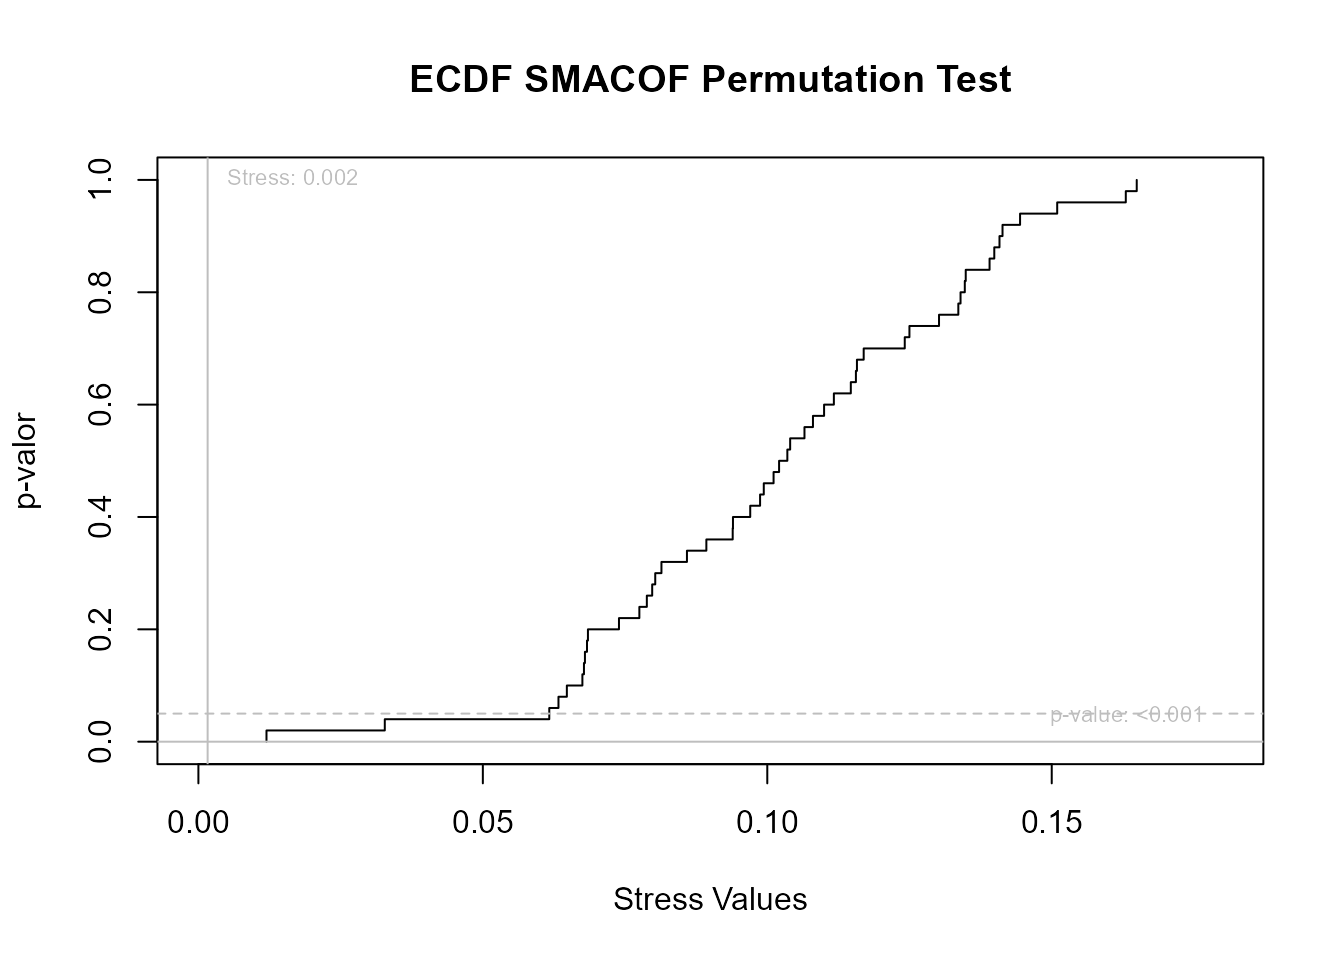 ECDF SMACOF Permutation Test
Stress: 0.002
p-valor
1.0
0.8
0.6
0.4
0.2
0.0
p-value: <0.001
0.00 0.05 0.10 0.15
Stress Values